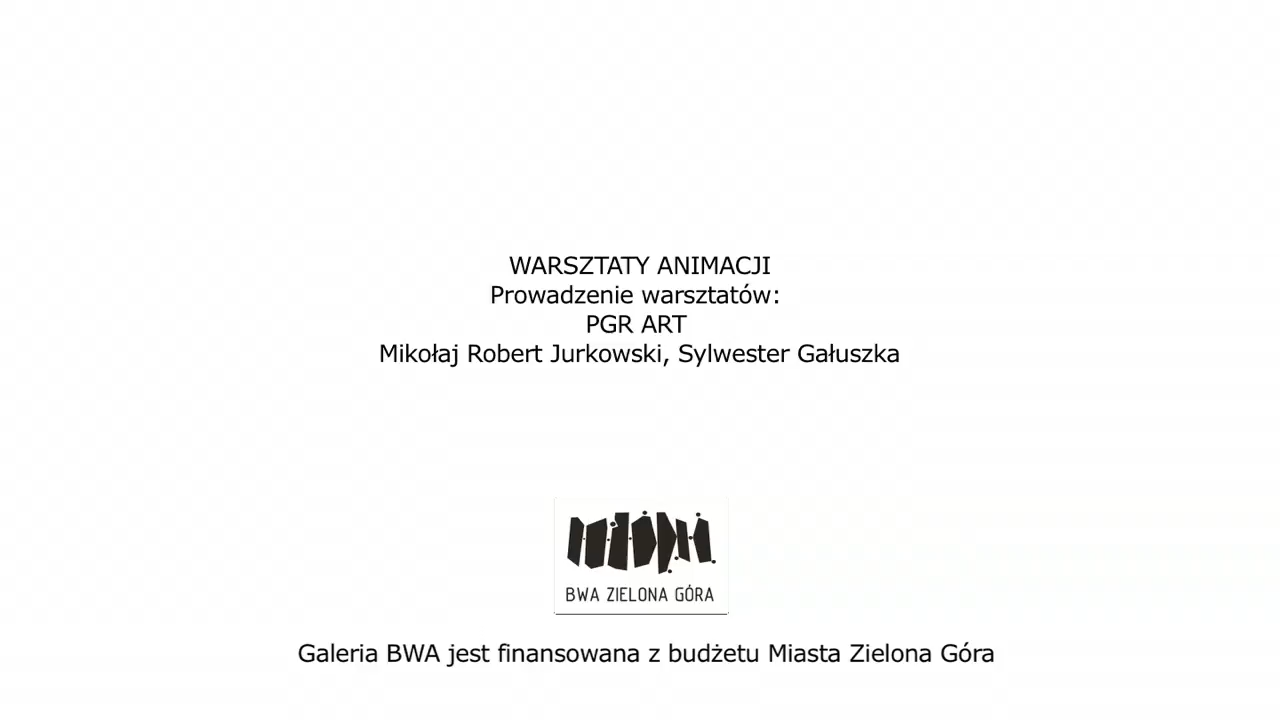 WARSZTATY ANIMACJI
Prowadzenie warsztatów:
PGR ART
Mikołaj Robert Jurkowski, Sylwester Gałuszka
BWA ZIELONA GÓRA
Galeria BWA jest finansowana z budżetu Miasta Zielona Góra